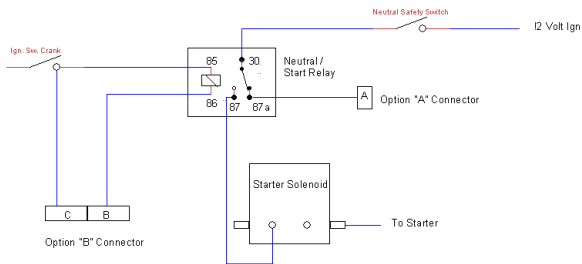 Neutral Safety Switch
12 Volt Ign
Ign. Sw. Crank
85
30
Neutral /
Start Relay
86
87
87a
A
Option "A" Connector
Starter Solenoid
C
B
To Starter
Option "B" Connector